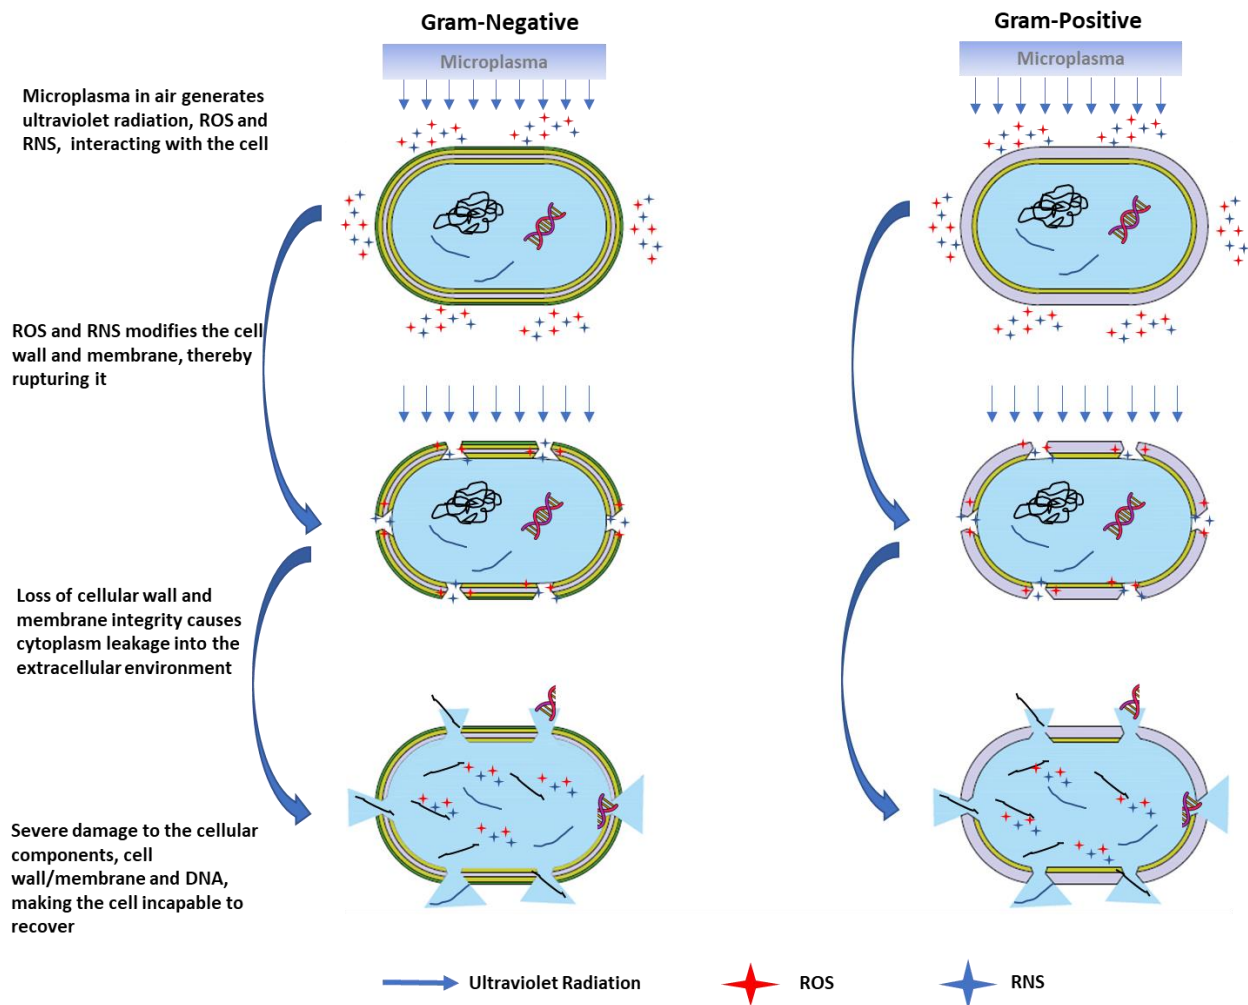 Gram-Negative
Gram-Positive
Microplasma
Microplasma
Microplasma in air generates
ultraviolet radiation, ROS and
RNS, interacting with the cell
ROS and RNS modifies the cell
wall and membrane, thereby
rupturing it
Loss of cellular wall and
membrane integrity causes
cytoplasm leakage into the
extracellular environment
Severe damage to the cellular
components, cell
wall/membrane and DNA,
making the cell incapable to
recover
Ultraviolet Radiation
ROS
RNS